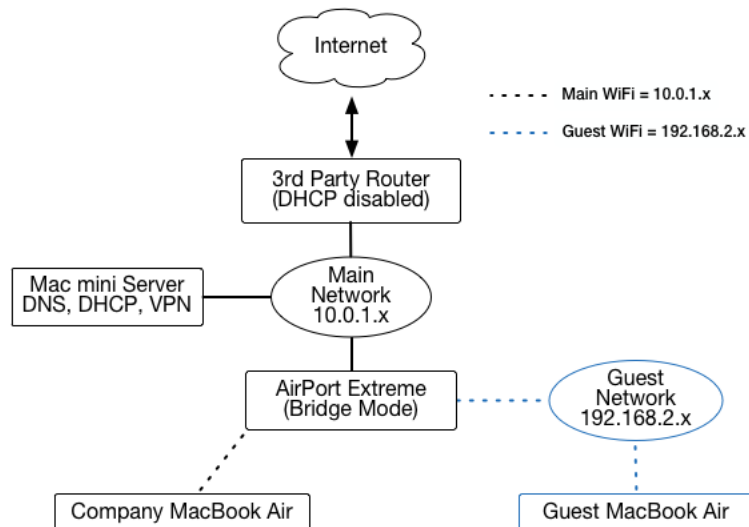 Internet
Main WiFi = 10.0.1.x
Guest WiFi = 192.168.2.x
3rd Party Router
(DHCP disabled)
Mac mini Server
DNS, DHCP, VPN
Main
Network
10.0.1.x
AirPort Extreme
(Bridge Mode)
Guest
Network
192.168.2.x
Company MacBook Air
Guest MacBook Air